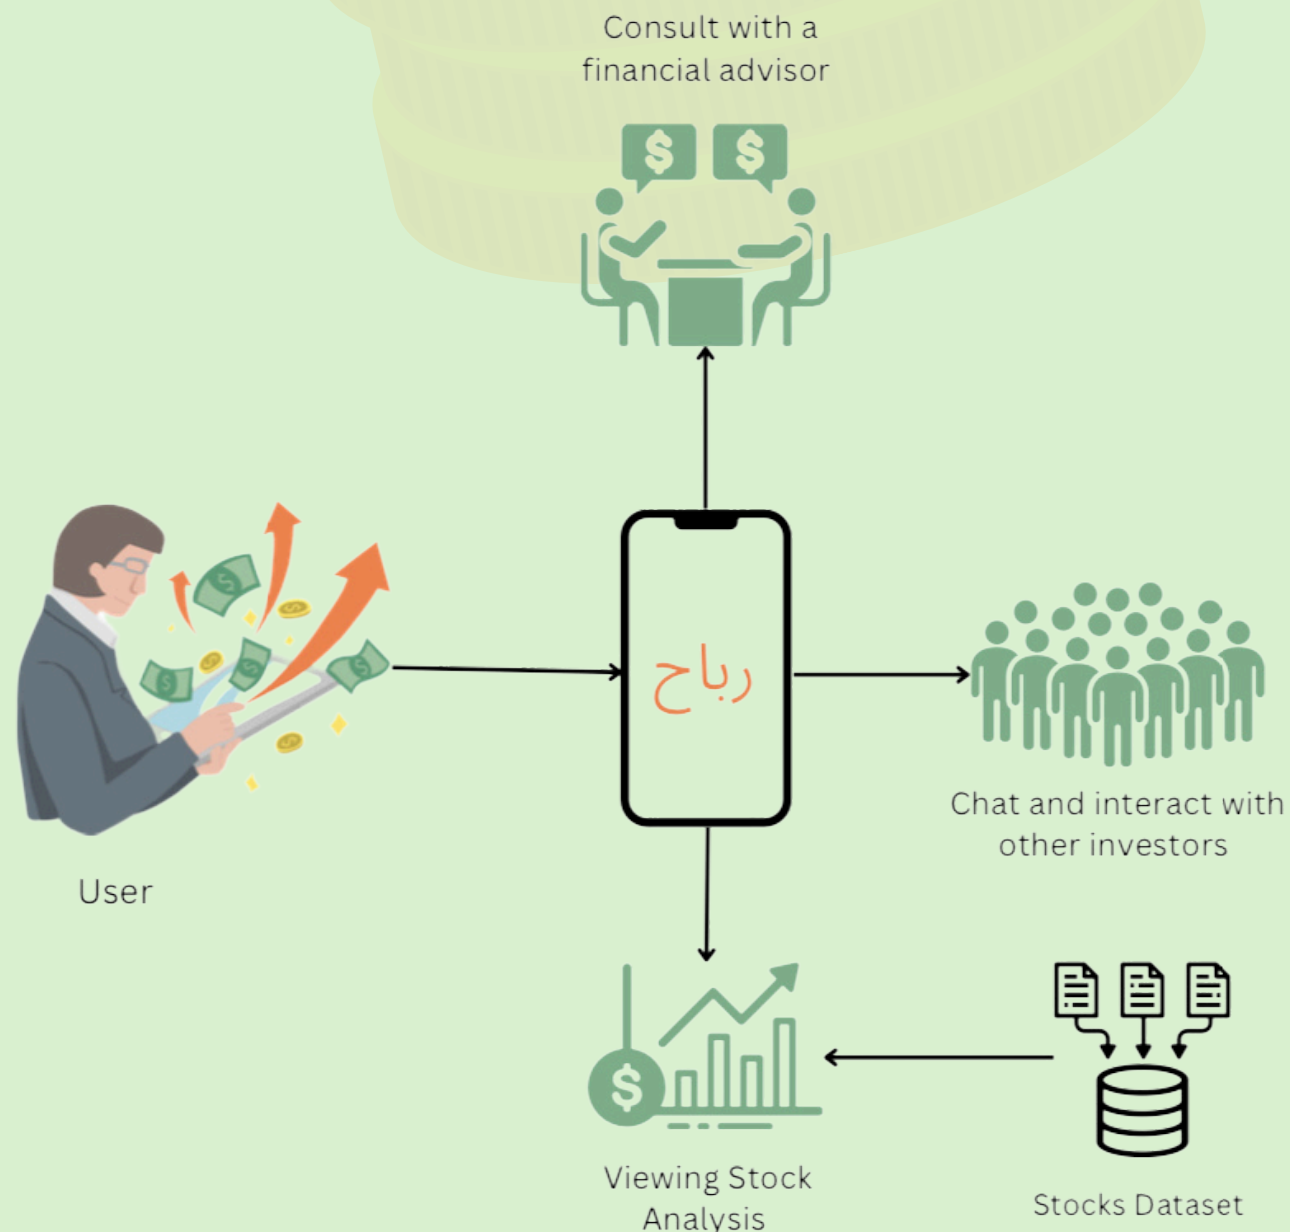 Consult with a
financial advisor
$ $
رباح
User
Chat and interact with
other investors
$
Viewing Stock
Analysis
Stocks Dataset